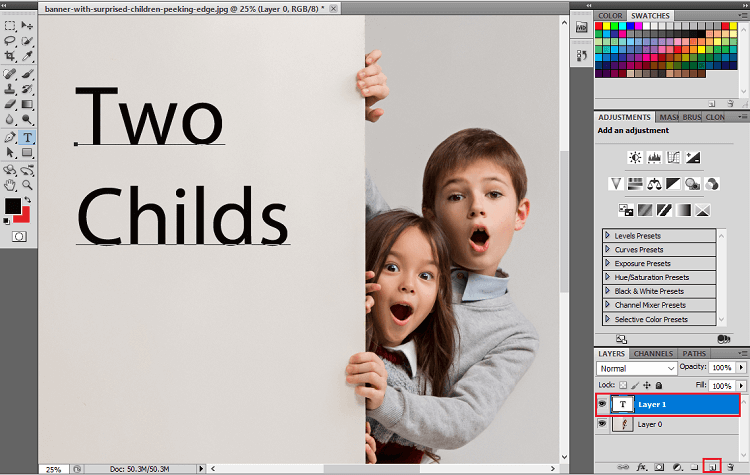 banner-with-surprised-children-peeking-edge.jpg @ 25% (Layer 0, RGB/8) *
Two
Childs
25%
Doc: 50.3M/50.3M
COLOR SWATCHES
ADJUSTMENTS MASK BRUS CLON
Add an adjustment
Levels Presets
Curves Presets
Exposure Presets
Hue/Saturation Presets
Black & White Presets
Channel Mixer Presets
Selective Color Presets
LAYERS CHANNELS PATHS
Normal Opacity: 100%
Lock: Fill: 100%
T Layer 1
Layer 0
fx